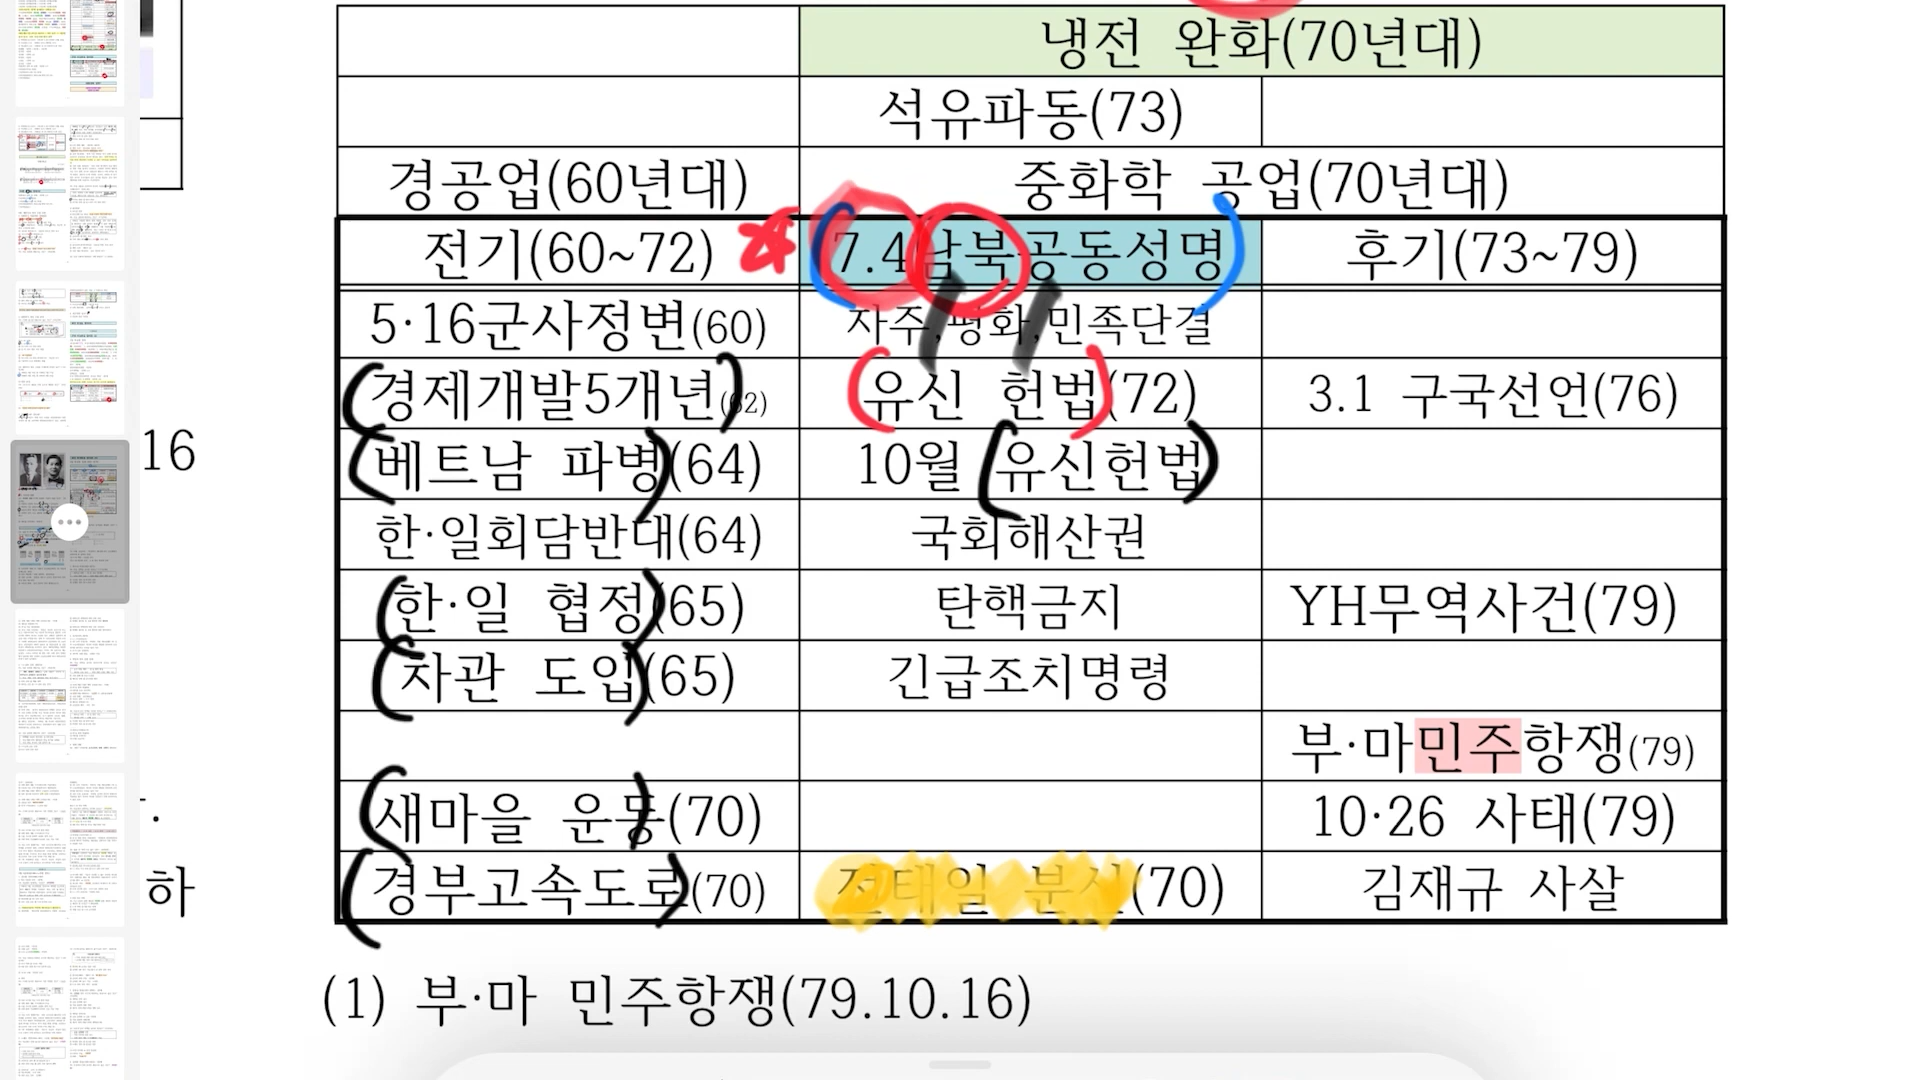 냉전 완화(70년대)
석유파동(73)
경공업(60년대) 중화학 공업(70년대)
전기(60~72) 7.4남북공동성명 후기(73~79)
5·16군사정변(60) 자주,평화,민족단결
경제개발5개년(62) 유신 헌법(72) 3.1 구국선언(76)
베트남 파병(64) 10월 (유신헌법)
한·일회담반대(64) 국회해산권
한·일 협정(65) 탄핵금지 YH무역사건(79)
차관 도입(65) 긴급조치명령
부·마민주항쟁(79)
새마을 운동(70) 10·26 사태(79)
경부고속도로(70) 전태일 분신(70) 김재규 사살
(1) 부·마 민주항쟁(79.10.16)
16
하